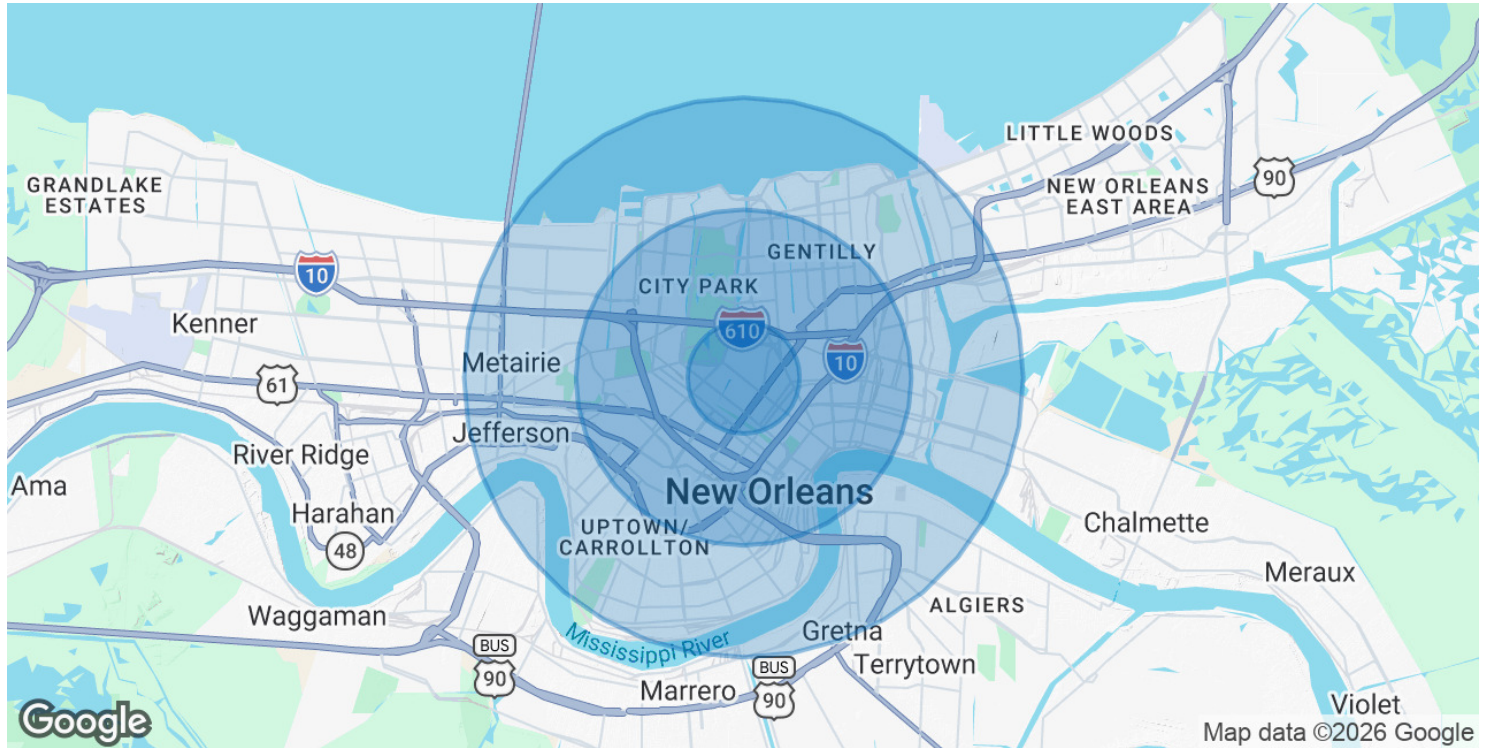 LITTLE WOODS
GRANDLAKE
ESTATES
90
NEW ORLEANS
EAST AREA
GENTILLY
10
CITY PARK
Kenner
610
Metairie
10
61
Jefferson
River Ridge
Ama
New Orleans
Harahan
48
UPTOWN/
CARROLLTON
Chalmette
Meraux
Waggaman
ALGIERS
Mississippi River
Gretna
BUS
90
Terrytown
BUS
90
Marrero
Violet
Google
Map data ©2026 Google